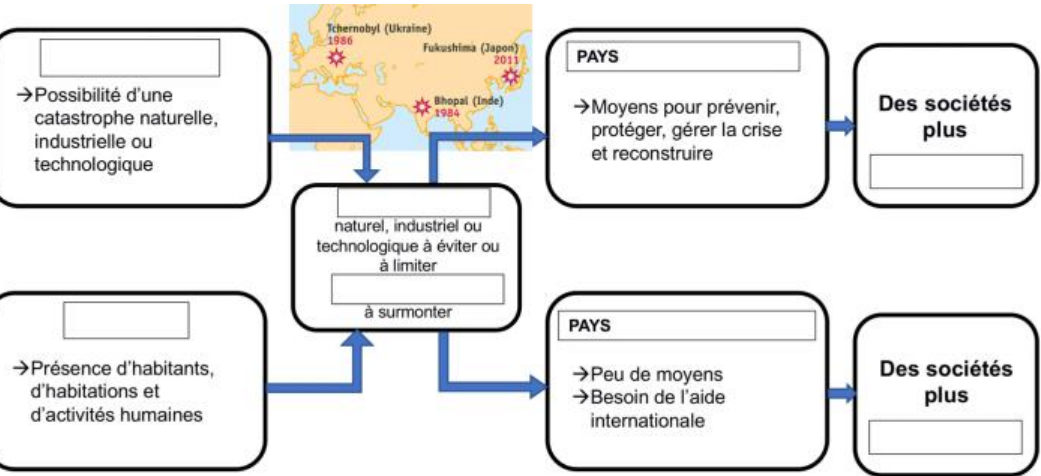 →Possibilité d'une
catastrophe naturelle,
industrielle ou
technologique
Tchernobyl (Ukraine)
1986
Fukushima (Japon)
2011
Bhopal (Inde)
1984
PAYS
→Moyens pour prévenir,
protéger, gérer la crise
et reconstruire
Des sociétés
plus
naturel, industriel ou
technologique à éviter ou
à limiter
à surmonter
→Présence d'habitants,
d'habitations et
d'activités humaines
PAYS
→Peu de moyens
→Besoin de l'aide
internationale
Des sociétés
plus